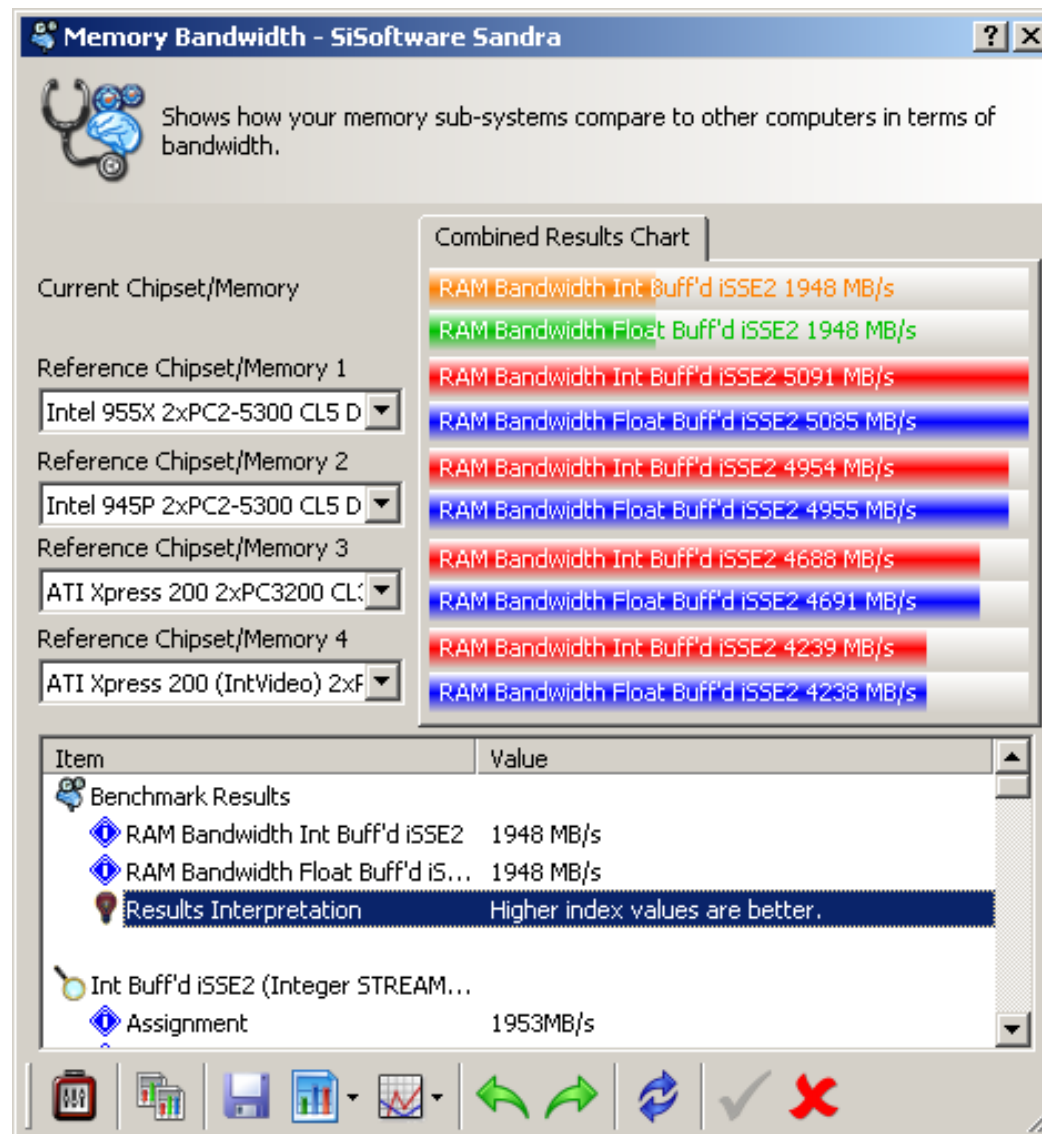 Memory Bandwidth - SiSoftware Sandra
Shows how your memory sub-systems compare to other computers in terms of
bandwidth.
Combined Results Chart
Current Chipset/Memory
RAM Bandwidth Int Buff'd iSSE2 1948 MB/s
RAM Bandwidth Float Buff'd iSSE2 1948 MB/s
Reference Chipset/Memory 1
RAM Bandwidth Int Buff'd iSSE2 5091 MB/s
Intel 955X 2xPC2-5300 CL5 D
RAM Bandwidth Float Buff'd iSSE2 5085 MB/s
Reference Chipset/Memory 2
RAM Bandwidth Int Buff'd iSSE2 4954 MB/s
Intel 945P 2xPC2-5300 CL5 D
RAM Bandwidth Float Buff'd iSSE2 4955 MB/s
Reference Chipset/Memory 3
RAM Bandwidth Int Buff'd iSSE2 4688 MB/s
ATI Xpress 200 2xPC3200 CL
RAM Bandwidth Float Buff'd iSSE2 4691 MB/s
Reference Chipset/Memory 4
RAM Bandwidth Int Buff'd iSSE2 4239 MB/s
ATI Xpress 200 (IntVideo) 2x
RAM Bandwidth Float Buff'd iSSE2 4238 MB/s
Item Value
Benchmark Results
RAM Bandwidth Int Buff'd iSSE2 1948 MB/s
RAM Bandwidth Float Buff'd iS... 1948 MB/s
Results Interpretation Higher index values are better.
Int Buff'd iSSE2 (Integer STREAM...
Assignment 1953MB/s